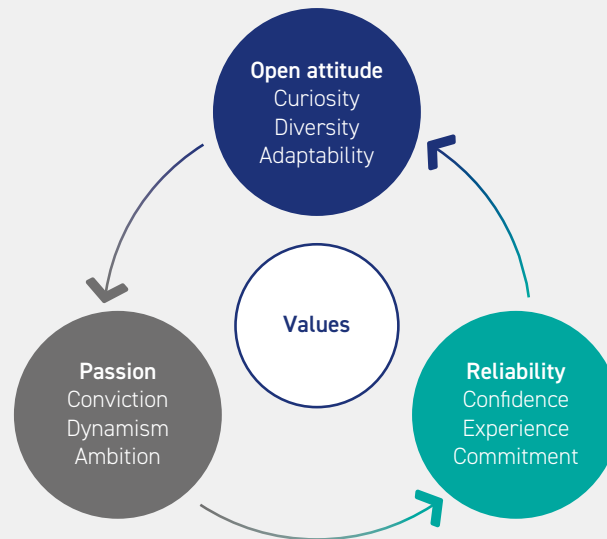 Open attitude
Curiosity
Diversity
Adaptability
Values
Passion
Conviction
Dynamism
Ambition
Reliability
Confidence
Experience
Commitment